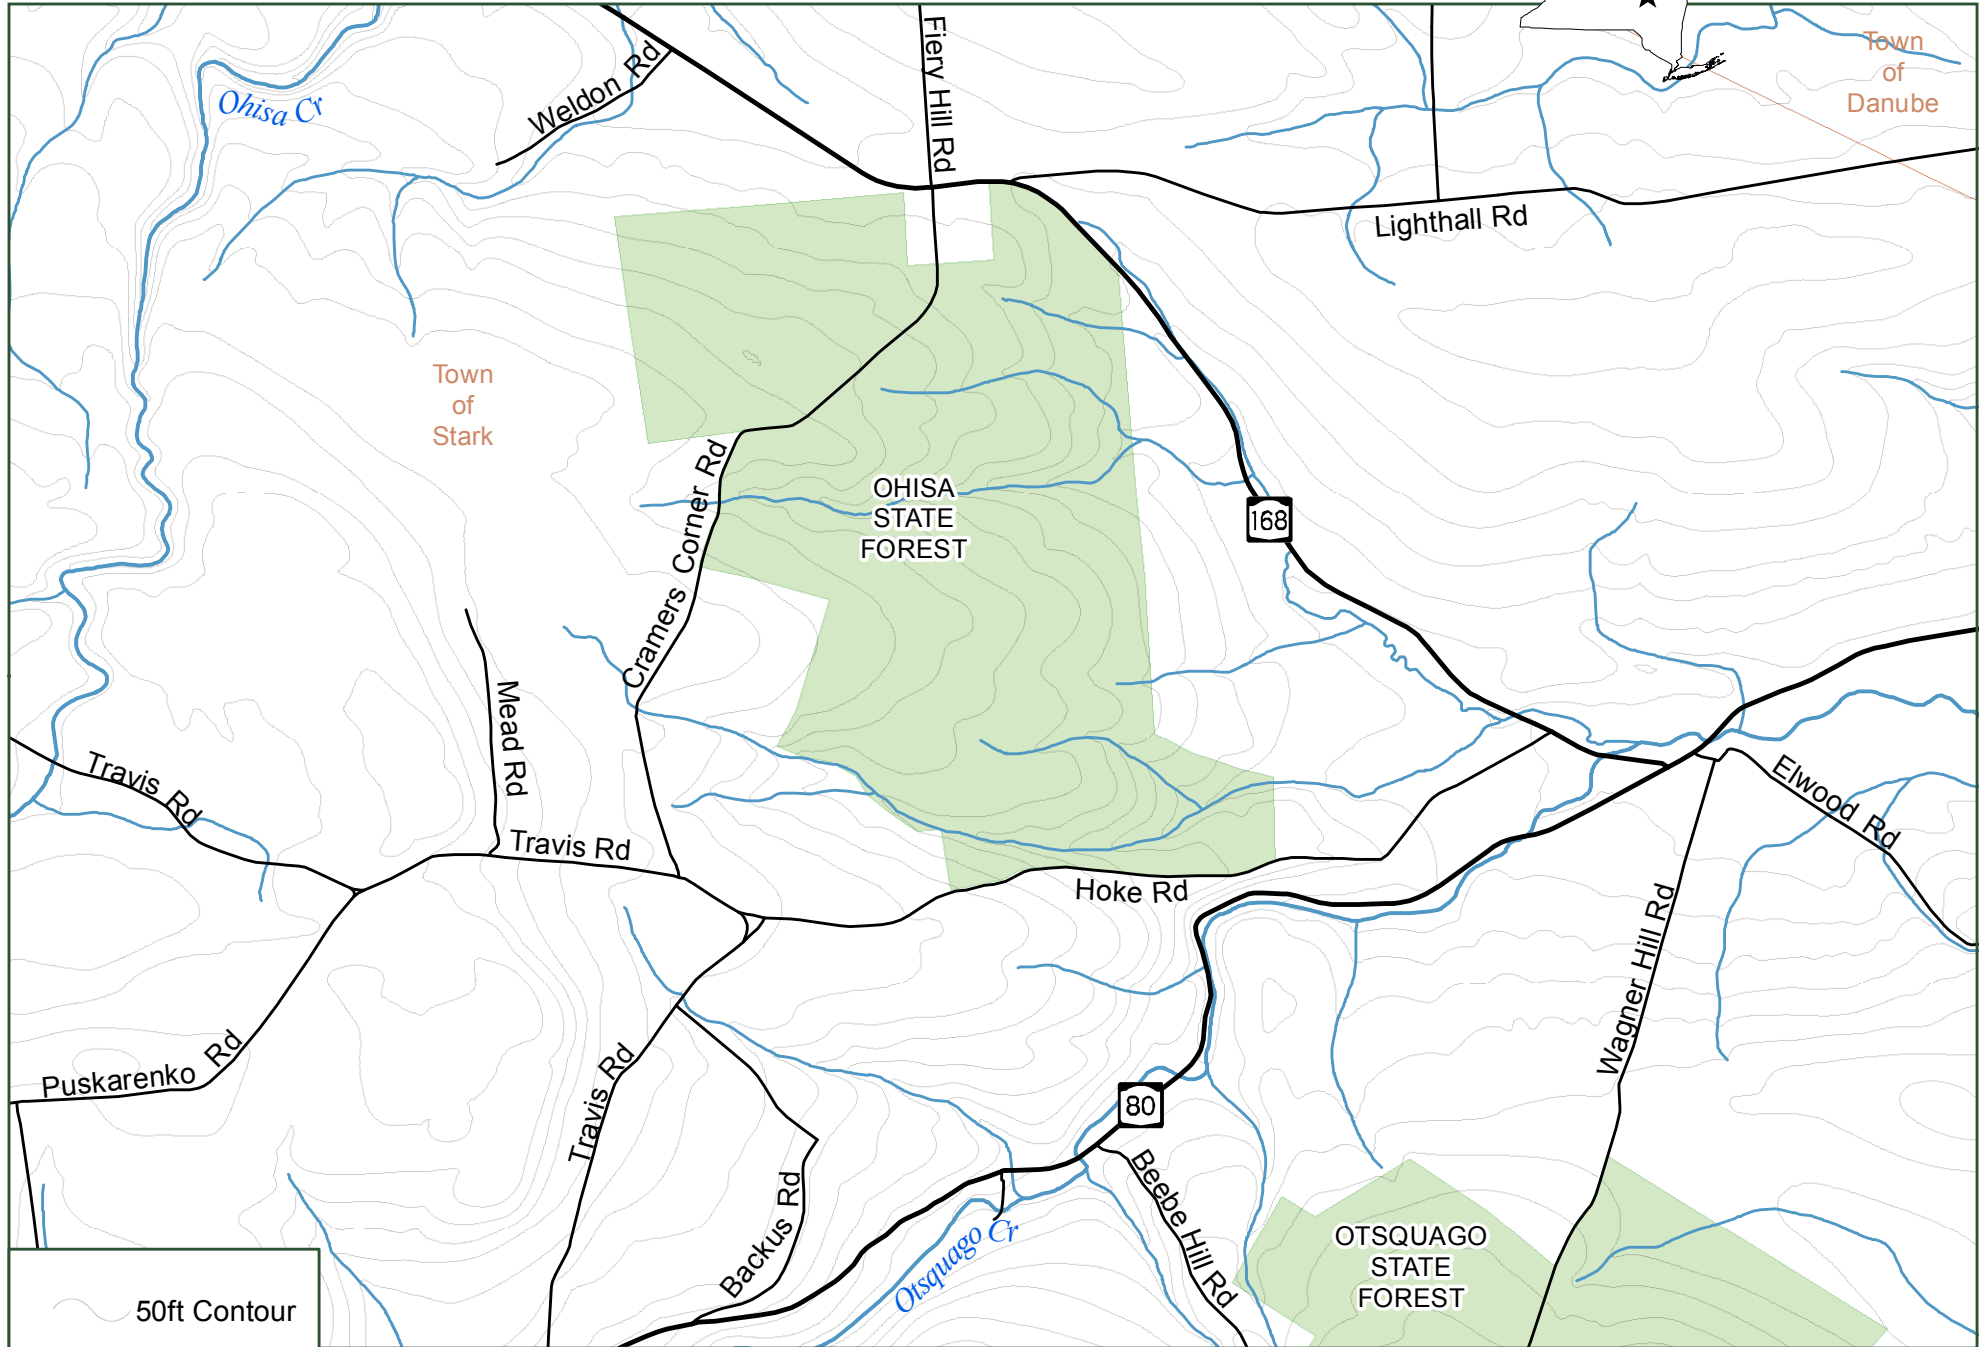 Town
of
Danube
Ohisa Cr
Weldon Rd
Fiery Hill Rd
Lighthall Rd
Town
of
Stark
Cramers Corner Rd
OHISA
STATE
FOREST
168
Mead Rd
Travis Rd
Travis Rd
Elwood Rd
Hoke Rd
Wagner Hill Rd
Puskarenko Rd
Travis Rd
80
Backus Rd
Beebe Hill Rd
Otsquago Cr
OTSQUAGO
STATE
FOREST
50ft Contour